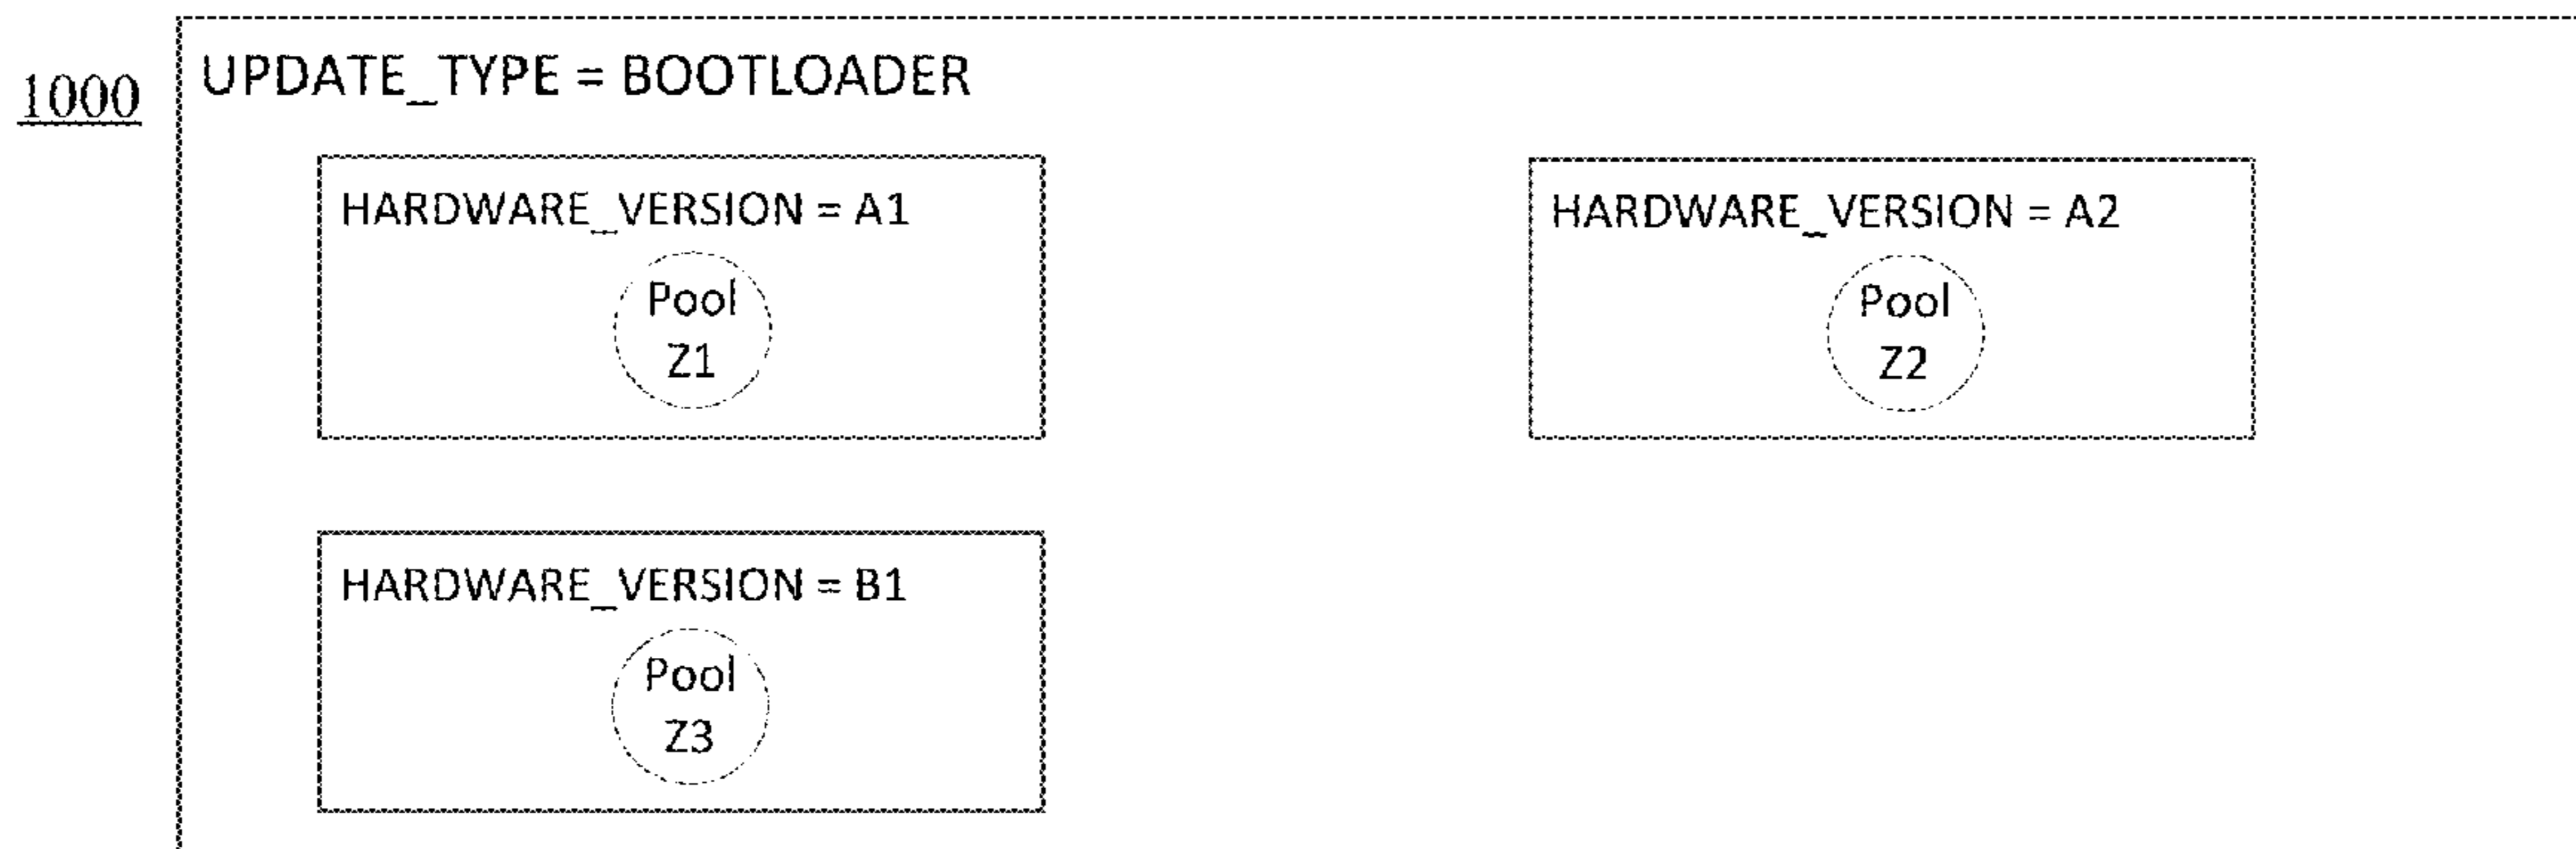 1000
UPDATE_TYPE = BOOTLOADER
HARDWARE_VERSION = A1
Pool
Z1
HARDWARE_VERSION = A2
Pool
Z2
HARDWARE_VERSION = B1
Pool
Z3